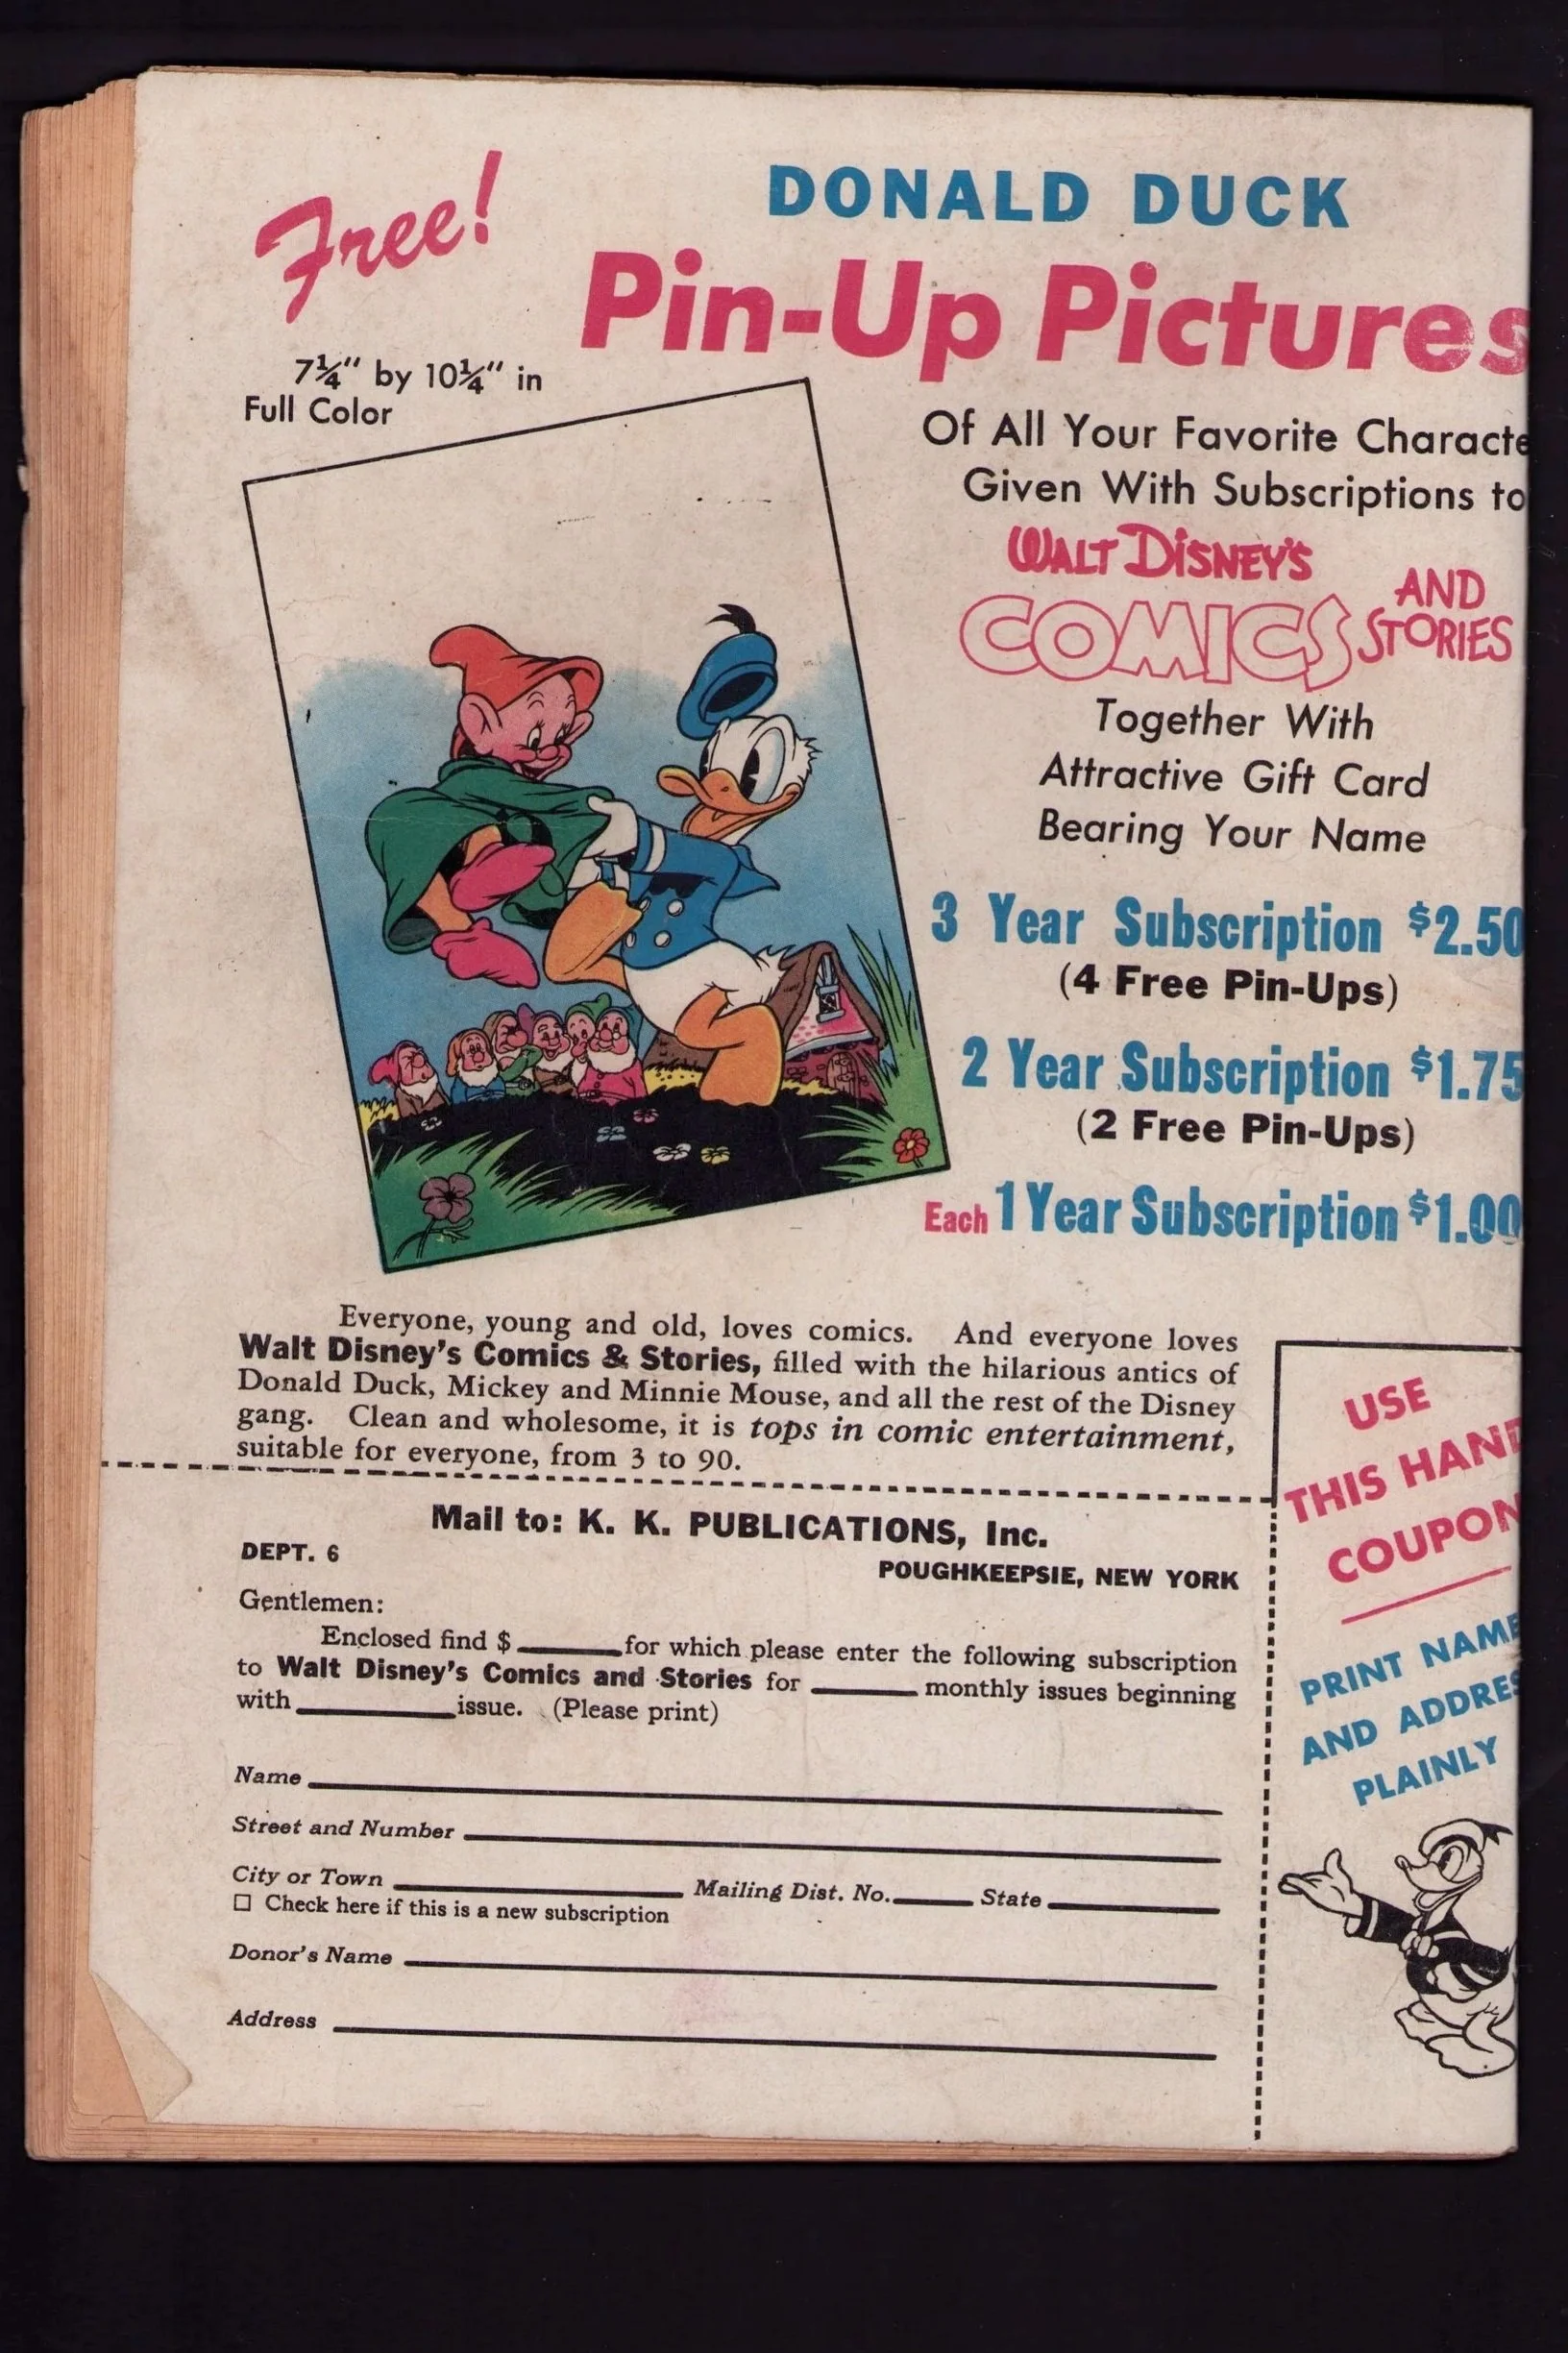 Free!
DONALD DUCK
Pin-Up Pictures
7¼" by 10¼" in
Full Color
Of All Your Favorite Characte
Given With Subscriptions to
WALT DISNEY'S
COMICS AND STORIES
Together With
Attractive Gift Card
Bearing Your Name
3 Year Subscription $2.50
(4 Free Pin-Ups)
2 Year Subscription $1.75
(2 Free Pin-Ups)
Each 1 Year Subscription $1.00
Everyone, young and old, loves comics. And everyone loves
Walt Disney's Comics & Stories, filled with the hilarious antics of
Donald Duck, Mickey and Minnie Mouse, and all the rest of the Disney
gang. Clean and wholesome, it is tops in comic entertainment,
suitable for everyone, from 3 to 90.
Mail to: K. K. PUBLICATIONS, Inc.
DEPT. 6
POUGHKEEPSIE, NEW YORK
Gentlemen:
Enclosed find $ for which please enter the following subscription
to Walt Disney's Comics and Stories for monthly issues beginning
with issue. (Please print)
Name
Street and Number
City or Town Mailing Dist. No. State
☐ Check here if this is a new subscription
Donor's Name
Address
USE
THIS HAND
COUPON
PRINT NAME
AND ADDRES
PLAINLY